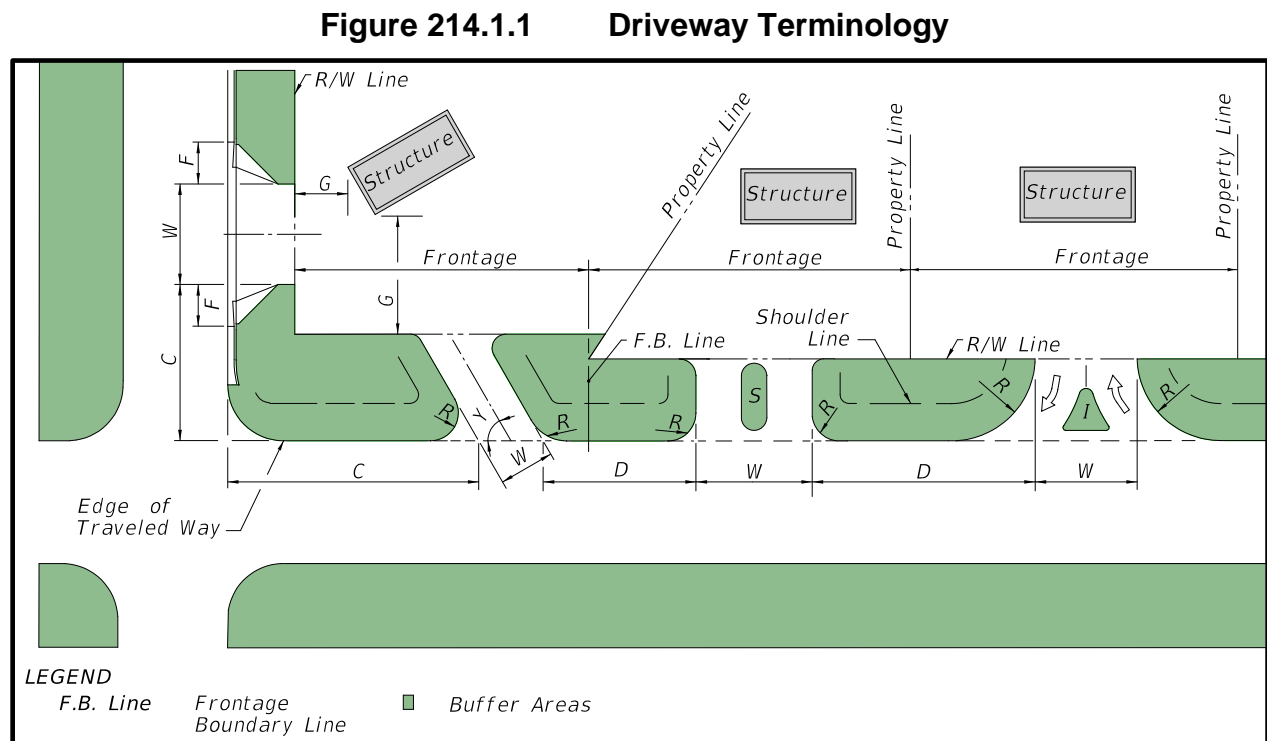 Figure 214.1.1 Driveway Terminology
R/W Line
Structure
Property Line
Structure
Property Line
Structure
Property Line
F
G
W
Frontage
Frontage
Frontage
F
G
C
Shoulder
Line
F.B. Line
R/W Line
S
R
R
I
R
Y
R
R
R
W
C
D
W
D
W
Edge of
Traveled Way
LEGEND
F.B. Line Frontage
Boundary Line
Buffer Areas